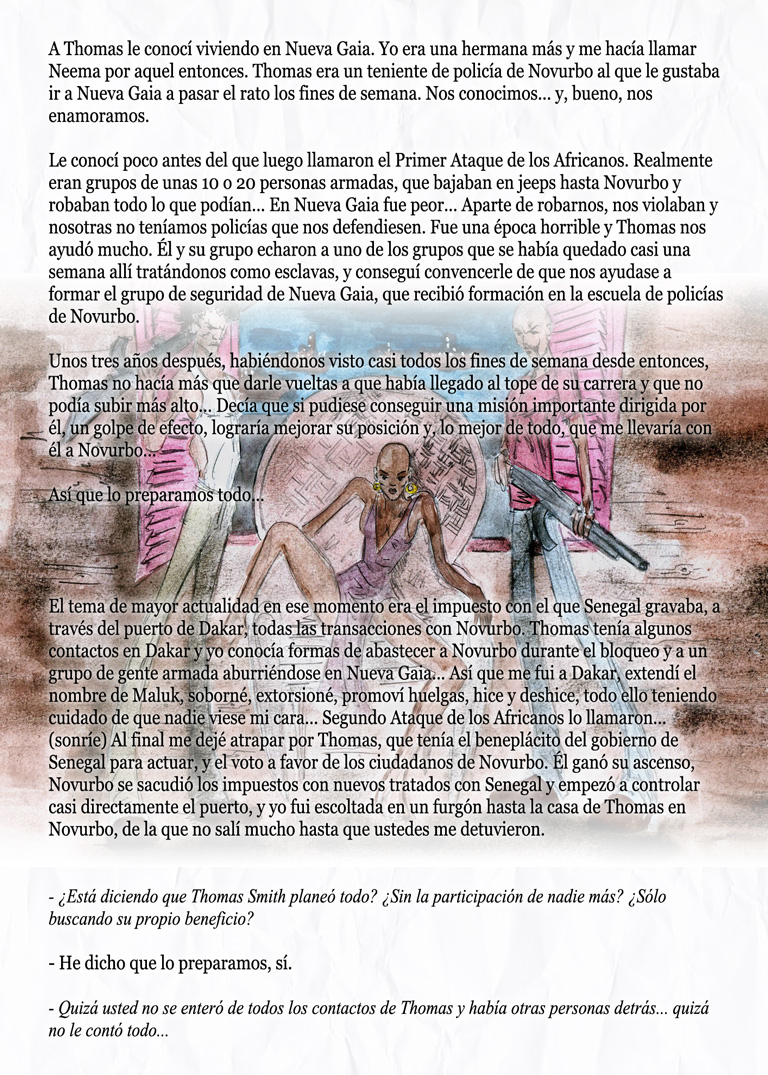 A Thomas le conocí viviendo en Nueva Gaia. Yo era una hermana más y me hacía llamar
Neema por aquel entonces. Thomas era un teniente de policía de Novurbo al que le gustaba
ir a Nueva Gaia a pasar el rato los fines de semana. Nos conocimos... y, bueno, nos
enamoramos.
Le conocí poco antes del que luego llamaron el Primer Ataque de los Africanos. Realmente
eran grupos de unas 10 o 20 personas armadas, que bajaban en jeeps hasta Novurbo y
robaban todo lo que podían... En Nueva Gaia fue peor... Aparte de robarnos, nos violaban y
nosotras no teníamos policías que nos defendiesen. Fue una época horrible y Thomas nos
ayudó mucho. Él y su grupo echaron a uno de los grupos que se había quedado casi una
semana allí tratándonos como esclavas, y conseguí convencerle de que nos ayudase a
formar el grupo de seguridad de Nueva Gaia, que recibió formación en la escuela de policías
de Novurbo.
Unos tres años después, habiéndonos visto casi todos los fines de semana desde entonces,
Thomas no hacía más que darle vueltas a que había llegado al tope de su carrera y que no
podía subir más alto... Decía que si pudiese conseguir una misión importante dirigida por
él, un golpe de efecto, lograría mejorar su posición y, lo mejor de todo, que me llevaría con
él a Novurbo...
Así que lo preparamos todo...
El tema de mayor actualidad en ese momento era el impuesto con el que Senegal gravaba, a
través del puerto de Dakar, todas las transacciones con Novurbo. Thomas tenía algunos
contactos en Dakar y yo conocía formas de abastecer a Novurbo durante el bloqueo y a un
grupo de gente armada aburriéndose en Nueva Gaia... Así que me fui a Dakar, extendí el
nombre de Maluk, soborné, extorsioné, promoví huelgas, hice y deshice, todo ello teniendo
cuidado de que nadie viese mi cara... Segundo Ataque de los Africanos lo llamaron...
(sonríe) Al final me dejé atrapar por Thomas, que tenía el beneplácito del gobierno de
Senegal para actuar, y el voto a favor de los ciudadanos de Novurbo. Él ganó su ascenso,
Novurbo se sacudió los impuestos con nuevos tratados con Senegal y empezó a controlar
casi directamente el puerto, y yo fui escoltada en un furgón hasta la casa de Thomas en
Novurbo, de la que no salí mucho hasta que ustedes me detuvieron.
- ¿Está diciendo que Thomas Smith planeó todo? ¿Sin la participación de nadie más? ¿Sólo
buscando su propio beneficio?
- He dicho que lo preparamos, sí.
- Quizá usted no se enteró de todos los contactos de Thomas y había otras personas detrás... quizá
no le contó todo...